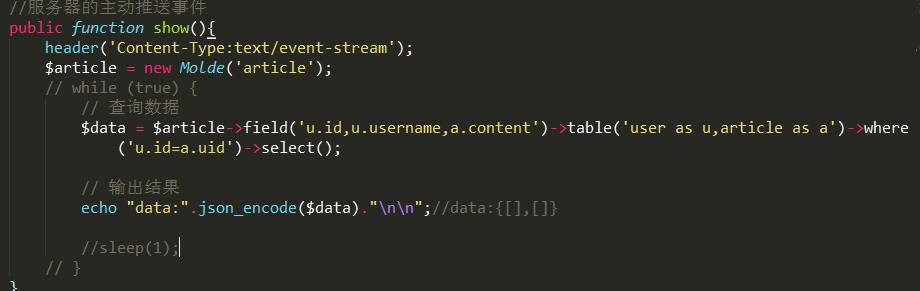 //服务器的主动推送事件
public function show(){
header('Content-Type:text/event-stream');
$article = new Molde('article');
// while (true) {
// 查询数据
$data = $article->field('u.id,u.username,a.content')->table('user as u,article as a')->where
('u.id=a.uid')->select();
// 输出结果
echo "data:".json_encode($data)."\n\n";//data:{[],[]}
//sleep(1);
// }
}